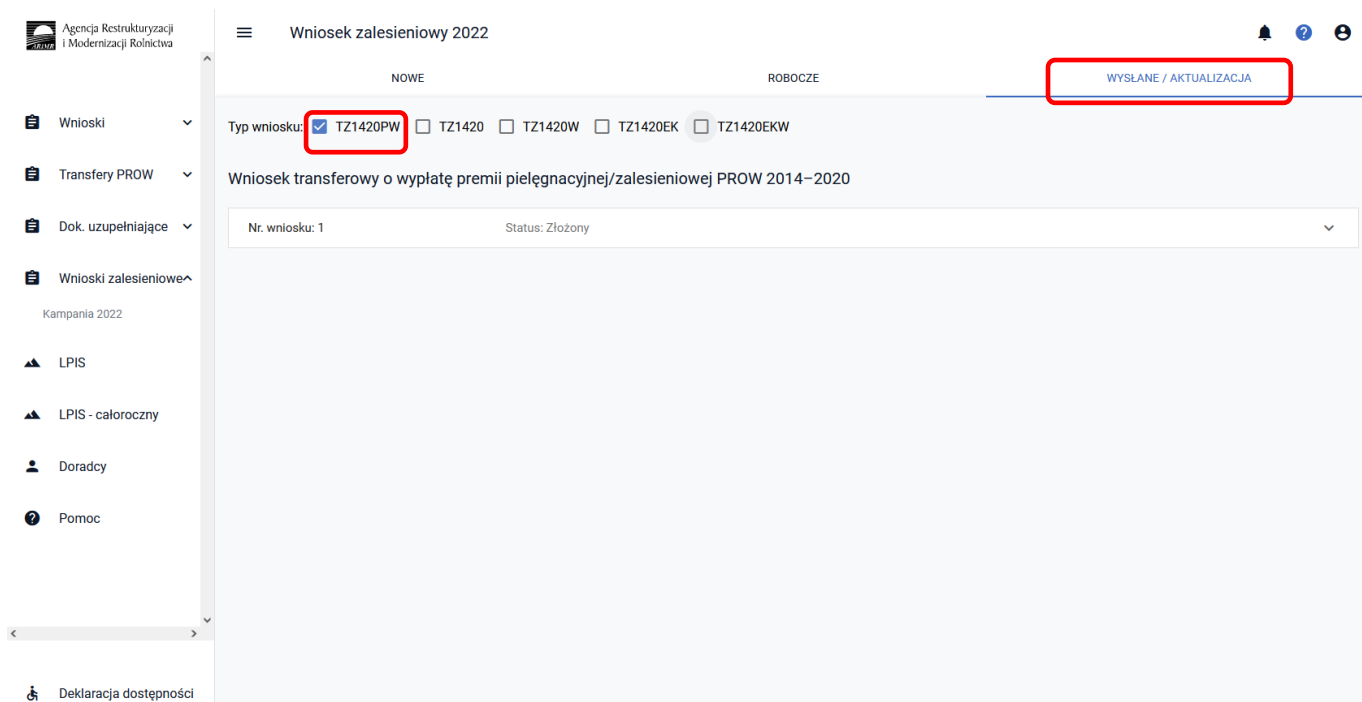 Agencja Restrukturyzacji
i Modernizacji Rolnictwa
ARiMR
Wniosek zalesieniowy 2022
NOWE
ROBOCZE
WYSŁANE / AKTUALIZACJA
Wnioski
Transfery PROW
Dok. uzupełniające
Wnioski zalesieniowe
Kampania 2022
LPIS
LPIS - całoroczny
Doradcy
Pomoc
Deklaracja dostępności
Typ wniosku: TZ1420PW TZ1420 TZ1420W TZ1420EK TZ1420EKW
Wniosek transferowy o wypłatę premii pielęgnacyjnej/zalesieniowej PROW 2014–2020
Nr. wniosku: 1 Status: Złożony